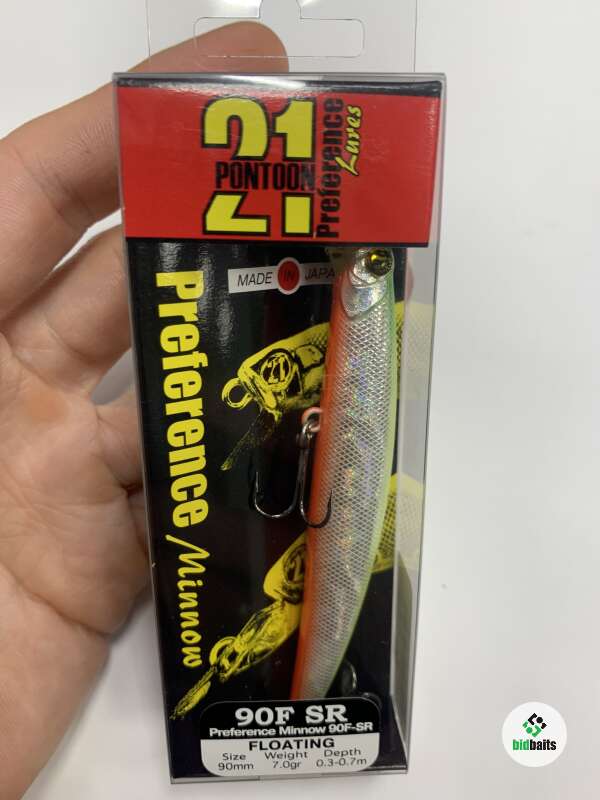 21
PONTOON
Preference
Lures
MADE IN JAPA
Preference Minnow
90F SR
Preference Minnow 90F-SR
FLOATING
Size Weight Depth
90mm 7.0gr 0.3-0.7m
bidbaits